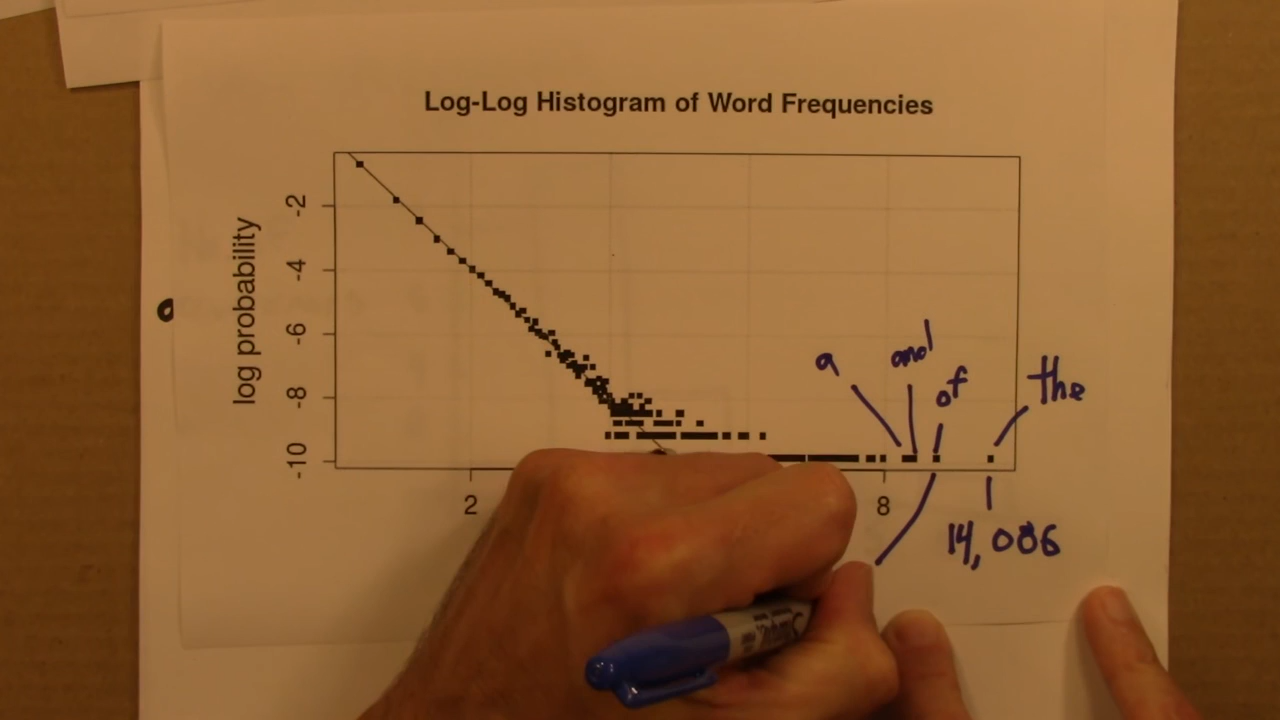 Log-Log Histogram of Word Frequencies
log probability
-2
-4
-6
-8
-10
2
8
a
and
of
the
14,086
Sharpie